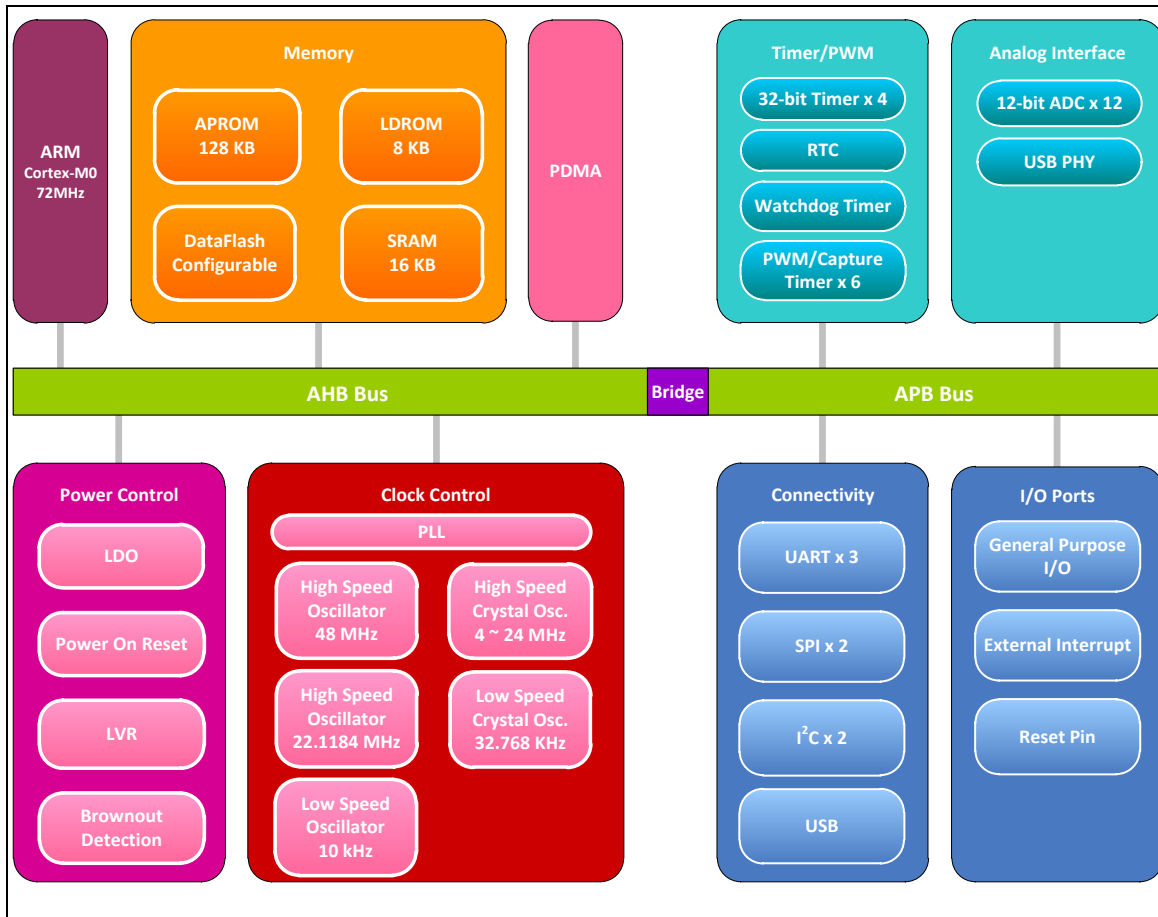 ARM
Cortex-M0
72MHz
Memory
APROM
128 KB
LDROM
8 KB
DataFlash
Configurable
SRAM
16 KB
PDMA
Timer/PWM
32-bit Timer x 4
RTC
Watchdog Timer
PWM/Capture
Timer x 6
Analog Interface
12-bit ADC x 12
USB PHY
AHB Bus
Bridge
APB Bus
Power Control
LDO
Power On Reset
LVR
Brownout
Detection
Clock Control
PLL
High Speed
Oscillator
48 MHz
High Speed
Crystal Osc.
4 ~ 24 MHz
High Speed
Oscillator
22.1184 MHz
Low Speed
Crystal Osc.
32.768 KHz
Low Speed
Oscillator
10 kHz
Connectivity
UART x 3
SPI x 2
I²C x 2
USB
I/O Ports
General Purpose
I/O
External Interrupt
Reset Pin